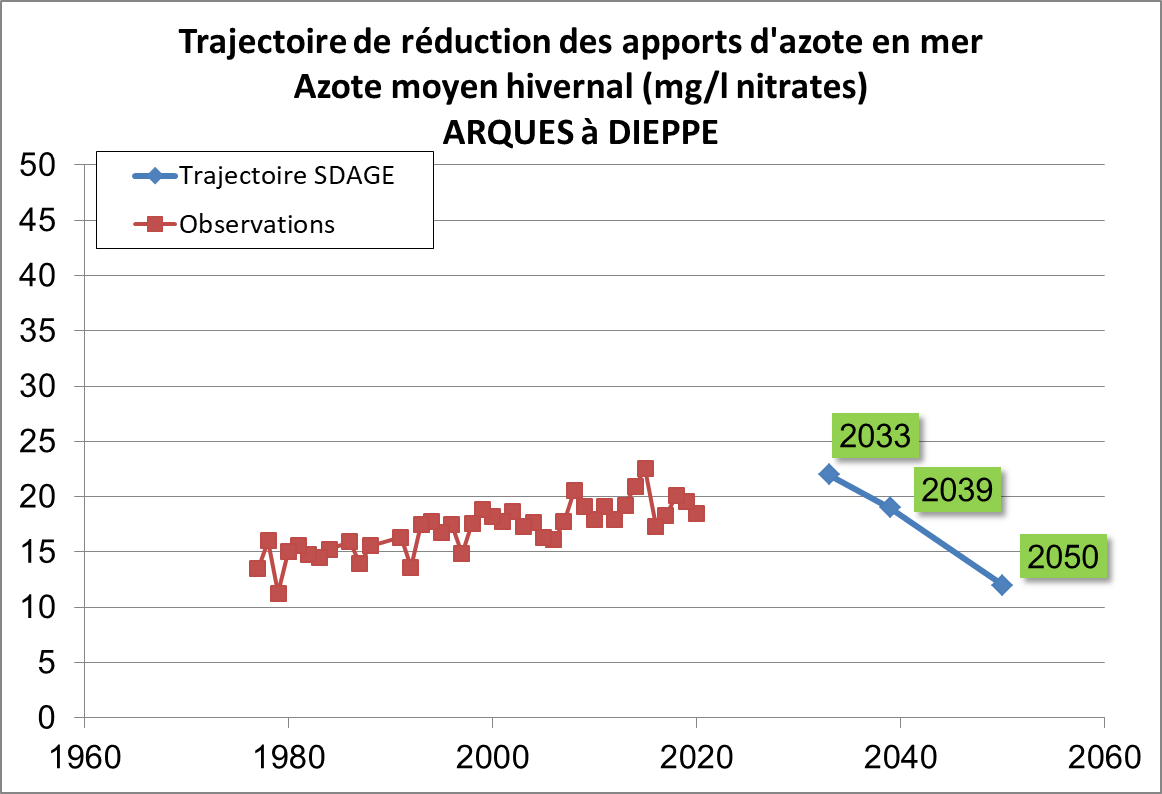 Trajectoire de réduction des apports d'azote en mer
Azote moyen hivernal (mg/l nitrates)
ARQUES à DIEPPE
50
Trajectoire SDAGE
45
Observations
40
35
30
25
2033
20
2039
15
2050
10
5
0
1960 1980 2000 2020 2040 2060